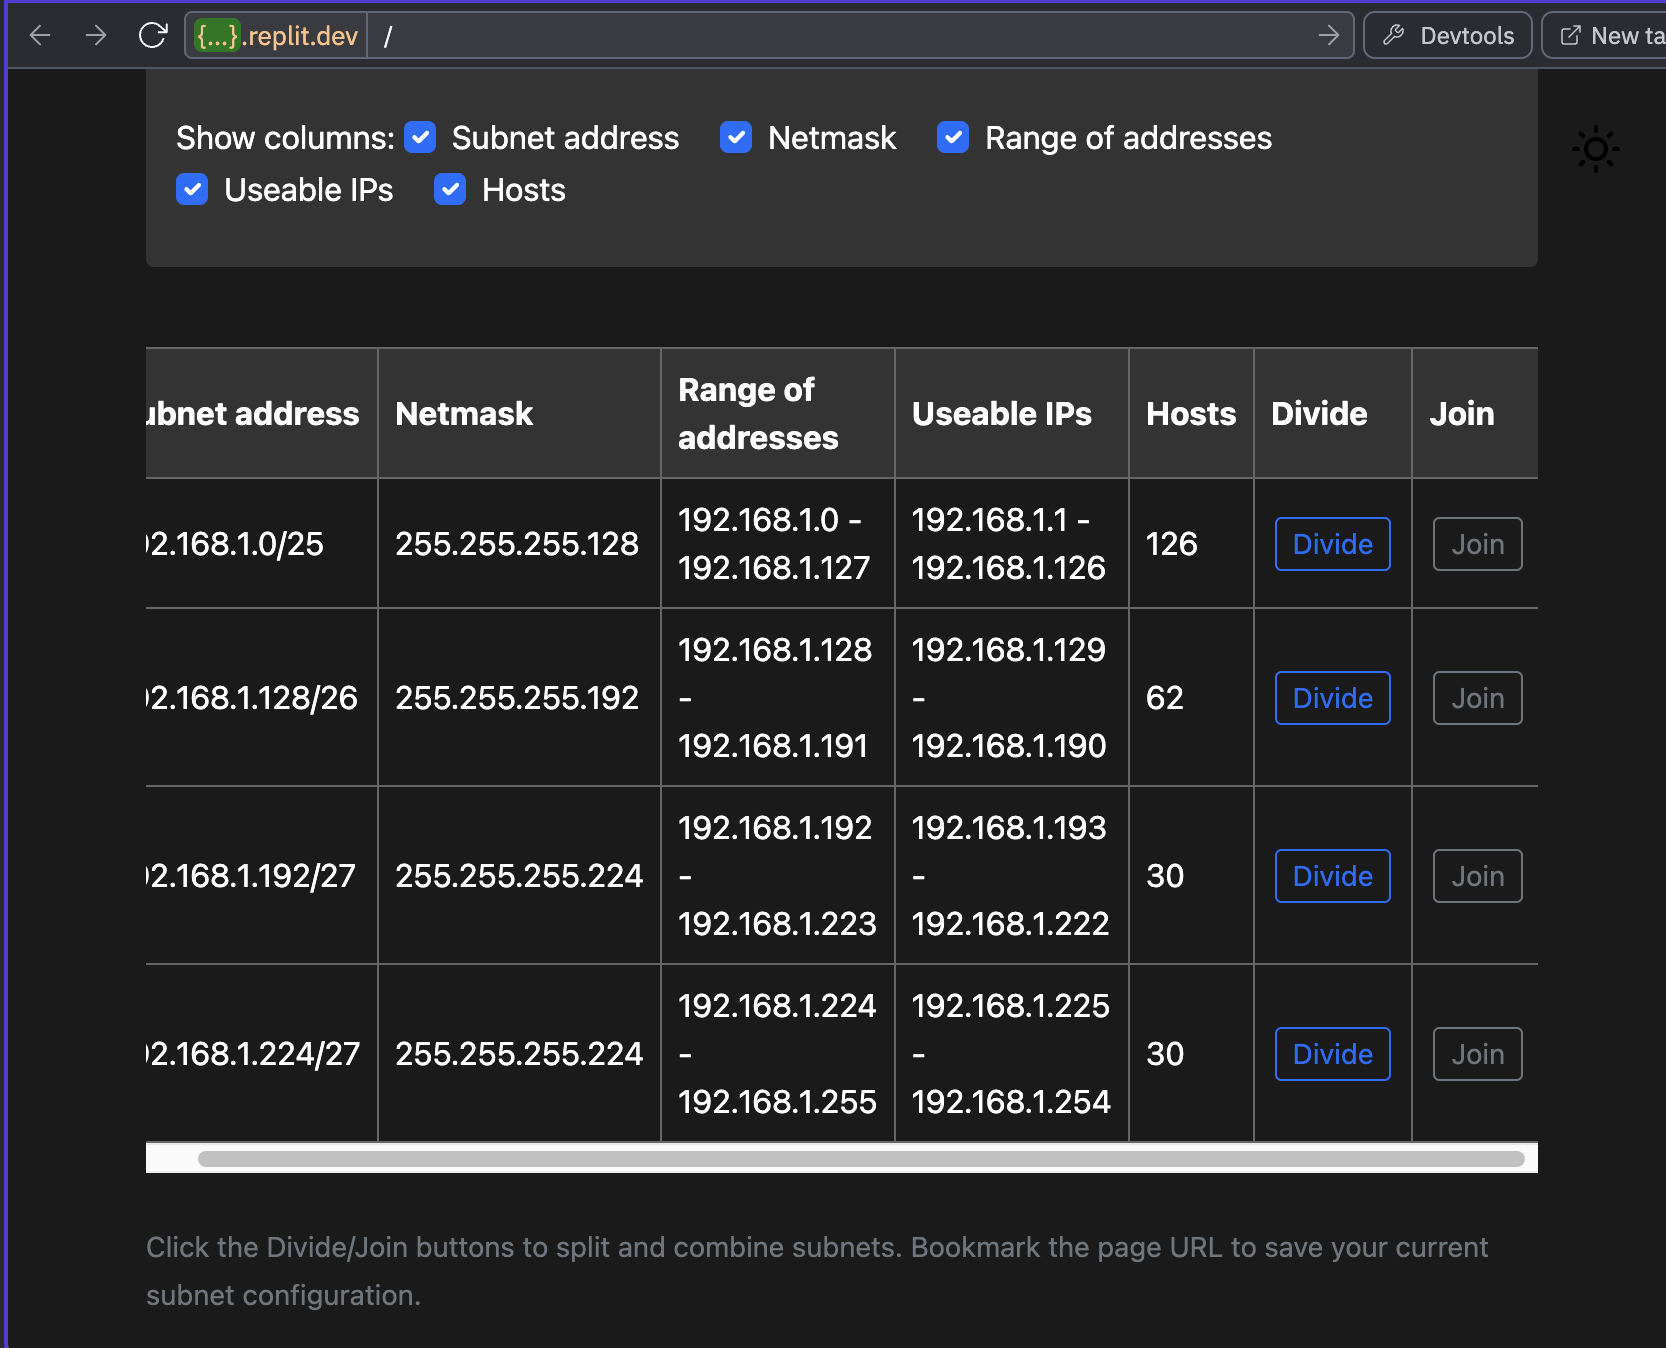 {...}.replit.dev / Devtools New ta
Show columns: Subnet address Netmask Range of addresses
Useable IPs Hosts
ubnet address Netmask Range of addresses Useable IPs Hosts Divide Join
2.168.1.0/25 255.255.255.128 192.168.1.0 - 192.168.1.127 192.168.1.1 - 192.168.1.126 126 Divide Join
2.168.1.128/26 255.255.255.192 192.168.1.128 - 192.168.1.191 192.168.1.129 - 192.168.1.190 62 Divide Join
2.168.1.192/27 255.255.255.224 192.168.1.192 - 192.168.1.223 192.168.1.193 - 192.168.1.222 30 Divide Join
2.168.1.224/27 255.255.255.224 192.168.1.224 - 192.168.1.255 192.168.1.225 - 192.168.1.254 30 Divide Join
Click the Divide/Join buttons to split and combine subnets. Bookmark the page URL to save your current
subnet configuration.